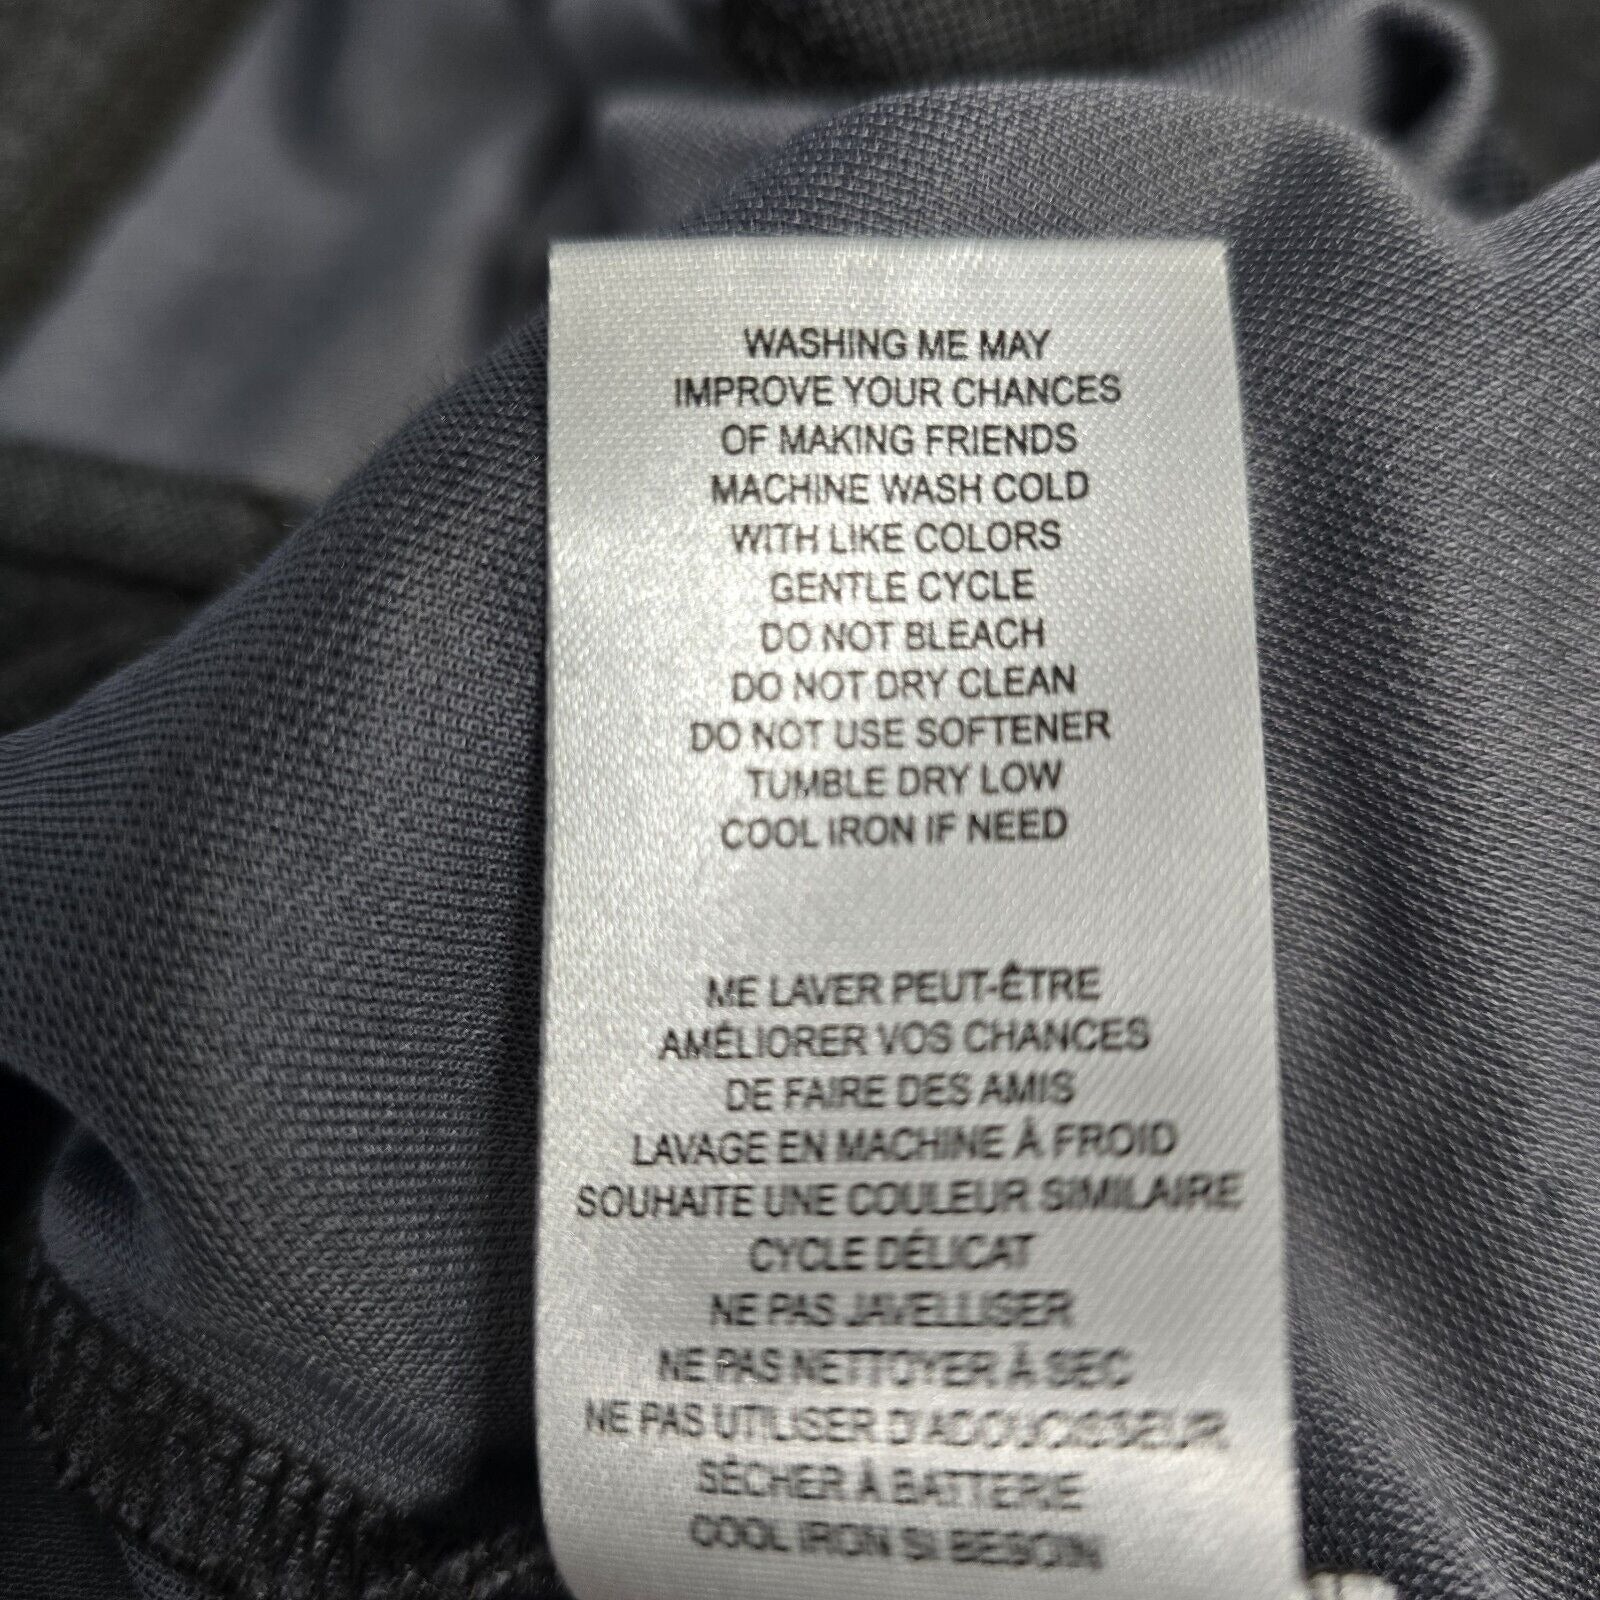 WASHING ME MAY
IMPROVE YOUR CHANCES
OF MAKING FRIENDS
MACHINE WASH COLD
WITH LIKE COLORS
GENTLE CYCLE
DO NOT BLEACH
DO NOT DRY CLEAN
DO NOT USE SOFTENER
TUMBLE DRY LOW
COOL IRON IF NEED
ME LAVER PEUT-ÊTRE
AMÉLIORER VOS CHANCES
DE FAIRE DES AMIS
LAVAGE EN MACHINE À FROID
SOUHAITE UNE COULEUR SIMILAIRE
CYCLE DÉLICAT
NE PAS JAVELLISER
NE PAS NETTOYER À SEC
NE PAS UTILISER D'ADOUCISSEUR
SÉCHER À BATTERIE
COOL IRON SI BESOIN